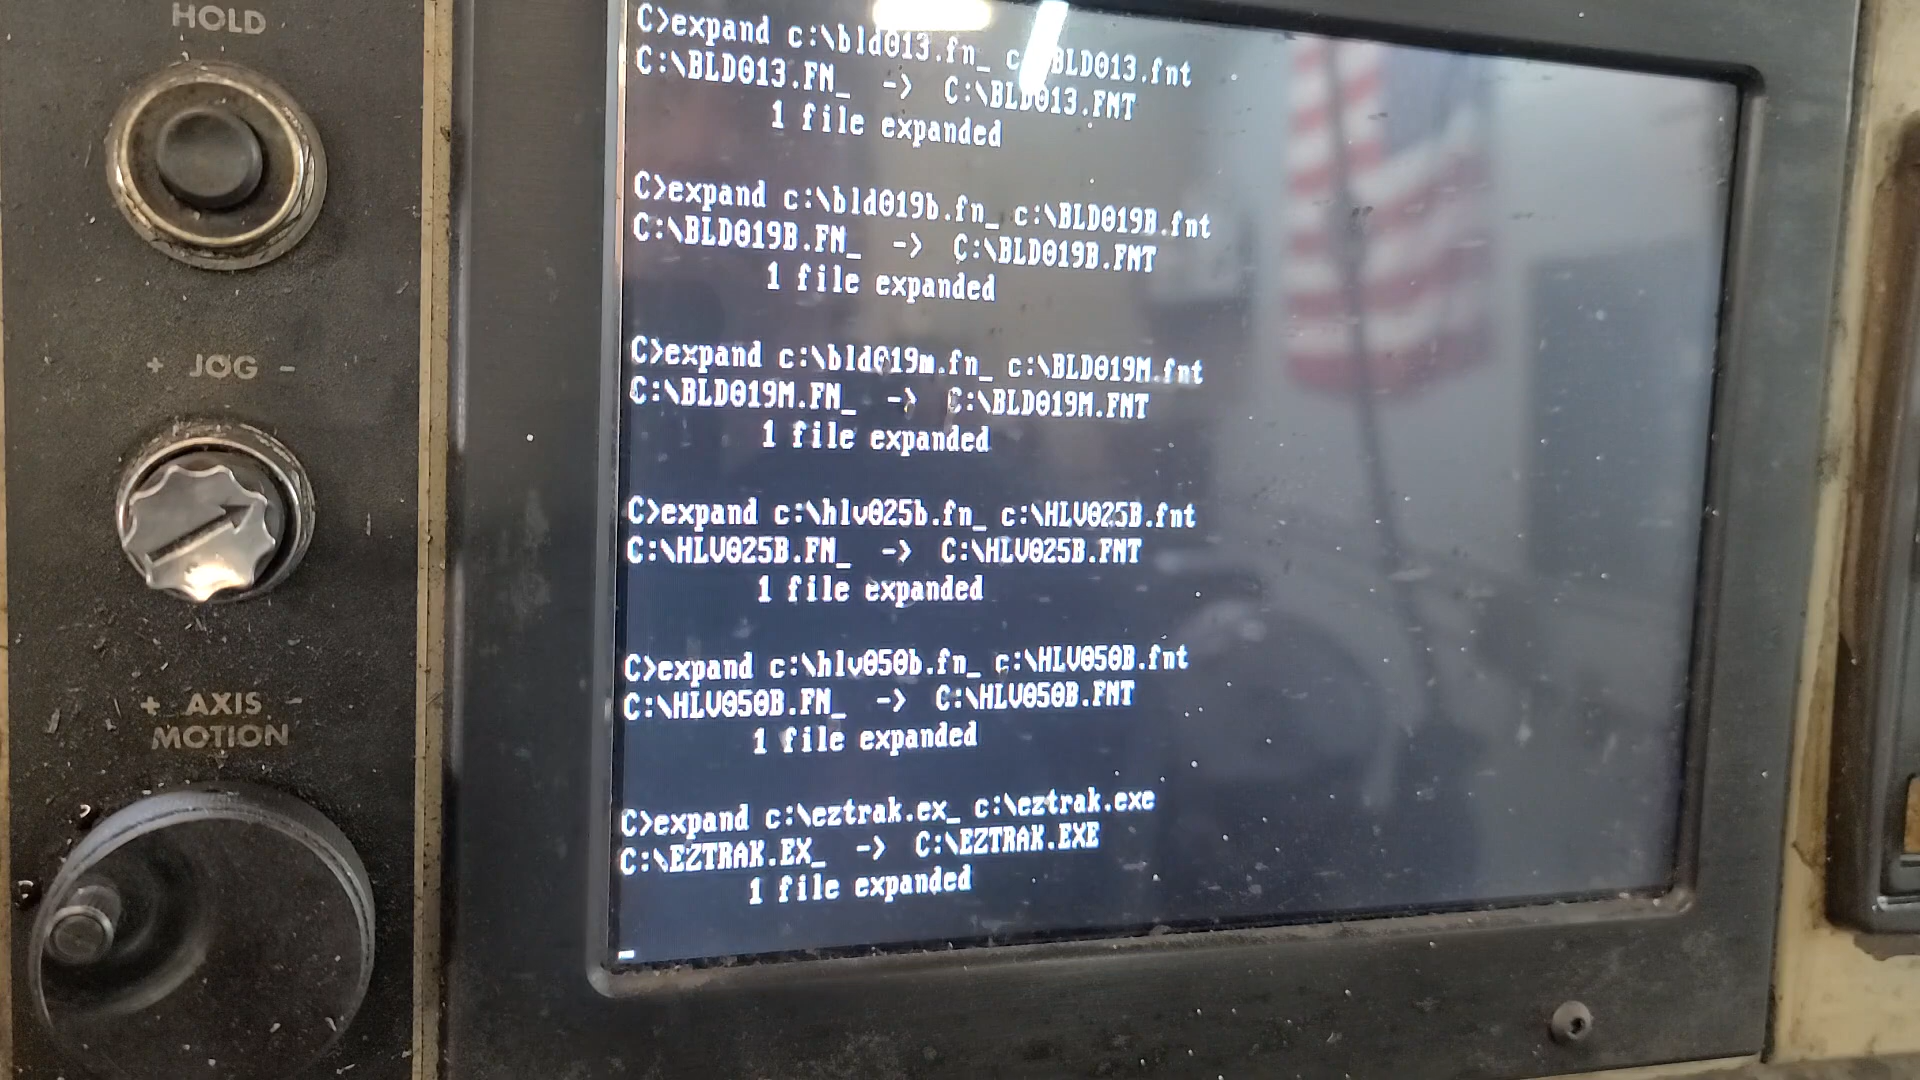 HOLD
+ JOG -
+ AXIS -
MOTION
C>expand c:\bld013.fn_ c:\BLD013.fnt
C:\BLD013.FN_ -> C:\BLD013.FNT
1 file expanded
C>expand c:\bld019b.fn_ c:\BLD019B.fnt
C:\BLD019B.FN_ -> C:\BLD019B.FNT
1 file expanded
C>expand c:\bld019m.fn_ c:\BLD019M.fnt
C:\BLD019M.FN_ -> C:\BLD019M.FNT
1 file expanded
C>expand c:\hlv025b.fn_ c:\HLV025B.fnt
C:\HLV025B.FN_ -> C:\HLV025B.FNT
1 file expanded
C>expand c:\hlv050b.fn_ c:\HLV050B.fnt
C:\HLV050B.FN_ -> C:\HLV050B.FNT
1 file expanded
C>expand c:\eztrak.ex_ c:\eztrak.exe
C:\EZTRAK.EX_ -> C:\EZTRAK.EXE
1 file expanded